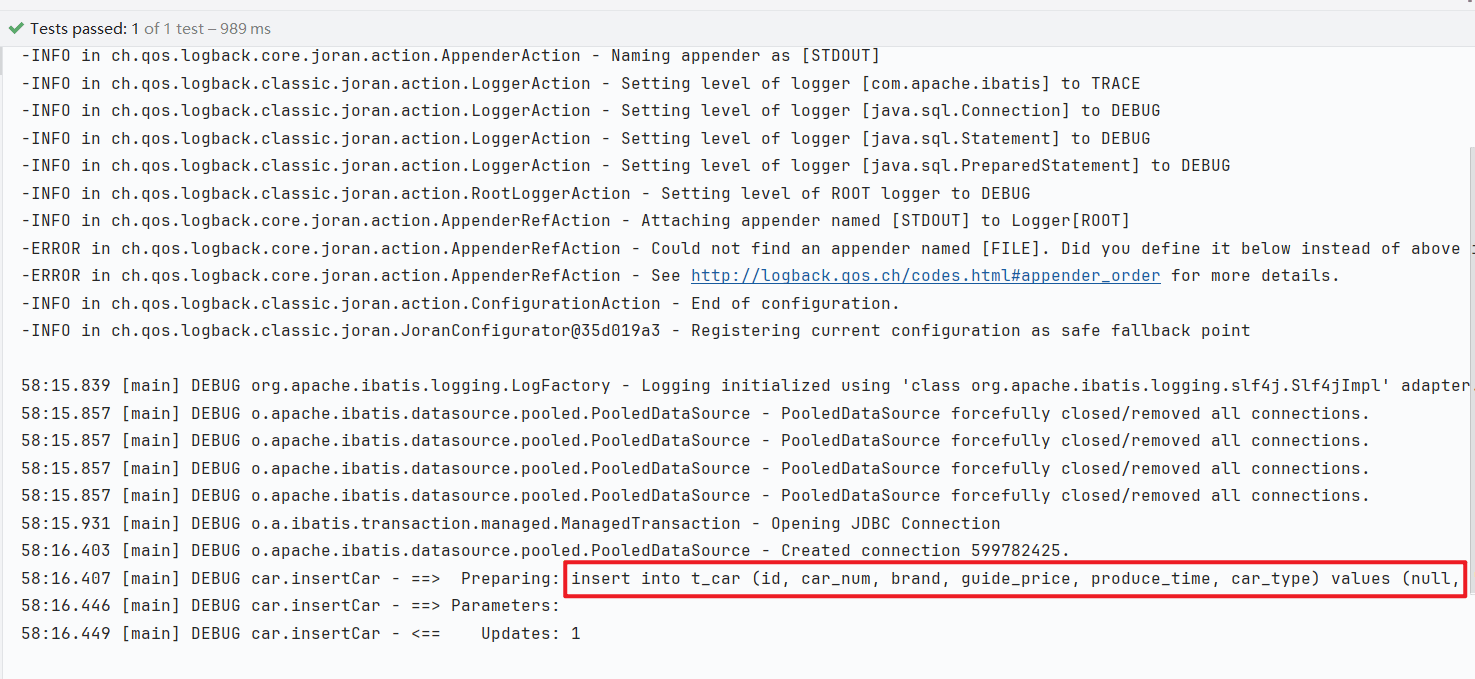 Tests passed: 1 of 1 test – 989 ms
-INFO in ch.qos.logback.core.joran.action.AppenderAction - Naming appender as [STDOUT]
-INFO in ch.qos.logback.classic.joran.action.LoggerAction - Setting level of logger [com.apache.ibatis] to TRACE
-INFO in ch.qos.logback.classic.joran.action.LoggerAction - Setting level of logger [java.sql.Connection] to DEBUG
-INFO in ch.qos.logback.classic.joran.action.LoggerAction - Setting level of logger [java.sql.Statement] to DEBUG
-INFO in ch.qos.logback.classic.joran.action.LoggerAction - Setting level of logger [java.sql.PreparedStatement] to DEBUG
-INFO in ch.qos.logback.classic.joran.action.RootLoggerAction - Setting level of ROOT logger to DEBUG
-INFO in ch.qos.logback.core.joran.action.AppenderRefAction - Attaching appender named [STDOUT] to Logger[ROOT]
-ERROR in ch.qos.logback.core.joran.action.AppenderRefAction - Could not find an appender named [FILE]. Did you define it below instead of above
-ERROR in ch.qos.logback.core.joran.action.AppenderRefAction - See http://logback.qos.ch/codes.html#appender_order for more details.
-INFO in ch.qos.logback.classic.joran.action.ConfigurationAction - End of configuration.
-INFO in ch.qos.logback.classic.joran.JoranConfigurator@35d019a3 - Registering current configuration as safe fallback point
58:15.839 [main] DEBUG org.apache.ibatis.logging.LogFactory - Logging initialized using 'class org.apache.ibatis.logging.slf4j.Slf4jImpl' adapter.
58:15.857 [main] DEBUG o.apache.ibatis.datasource.pooled.PooledDataSource - PooledDataSource forcefully closed/removed all connections.
58:15.857 [main] DEBUG o.apache.ibatis.datasource.pooled.PooledDataSource - PooledDataSource forcefully closed/removed all connections.
58:15.857 [main] DEBUG o.apache.ibatis.datasource.pooled.PooledDataSource - PooledDataSource forcefully closed/removed all connections.
58:15.857 [main] DEBUG o.apache.ibatis.datasource.pooled.PooledDataSource - PooledDataSource forcefully closed/removed all connections.
58:15.931 [main] DEBUG o.a.ibatis.transaction.managed.ManagedTransaction - Opening JDBC Connection
58:16.403 [main] DEBUG o.apache.ibatis.datasource.pooled.PooledDataSource - Created connection 599782425.
58:16.407 [main] DEBUG car.insertCar - ==>  Preparing: insert into t_car (id, car_num, brand, guide_price, produce_time, car_type) values (null,
58:16.446 [main] DEBUG car.insertCar - ==> Parameters:
58:16.449 [main] DEBUG car.insertCar - <==    Updates: 1